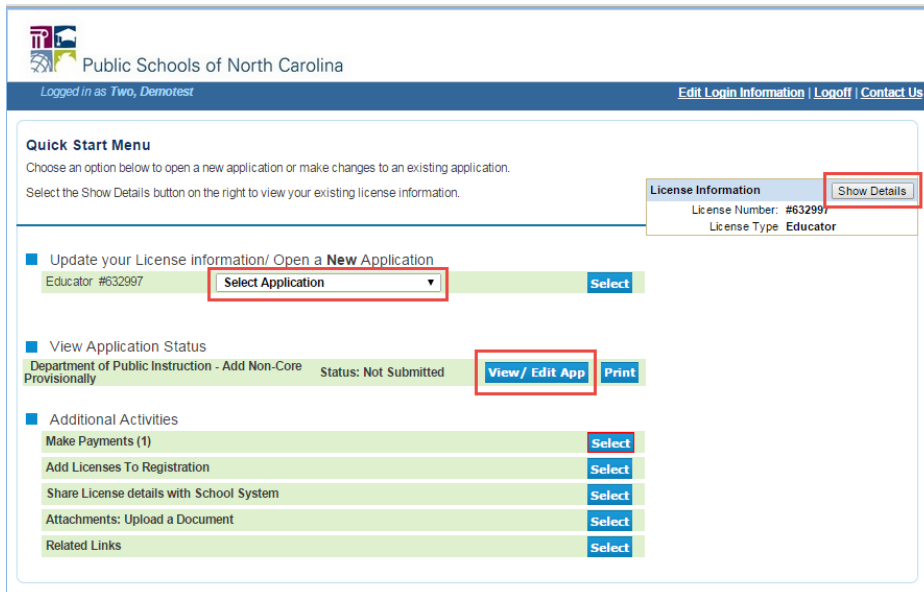 Public Schools of North Carolina
Logged in as Two, Demotest
Edit Login Information | Logoff | Contact Us
Quick Start Menu
Choose an option below to open a new application or make changes to an existing application.
Select the Show Details button on the right to view your existing license information.
License Information Show Details
License Number: #632997
License Type Educator
Update your License information/ Open a New Application
Educator #632997 Select Application Select
View Application Status
Department of Public Instruction - Add Non-Core
Provisionally Status: Not Submitted View/ Edit App Print
Additional Activities
Make Payments (1) Select
Add Licenses To Registration Select
Share License details with School System Select
Attachments: Upload a Document Select
Related Links Select